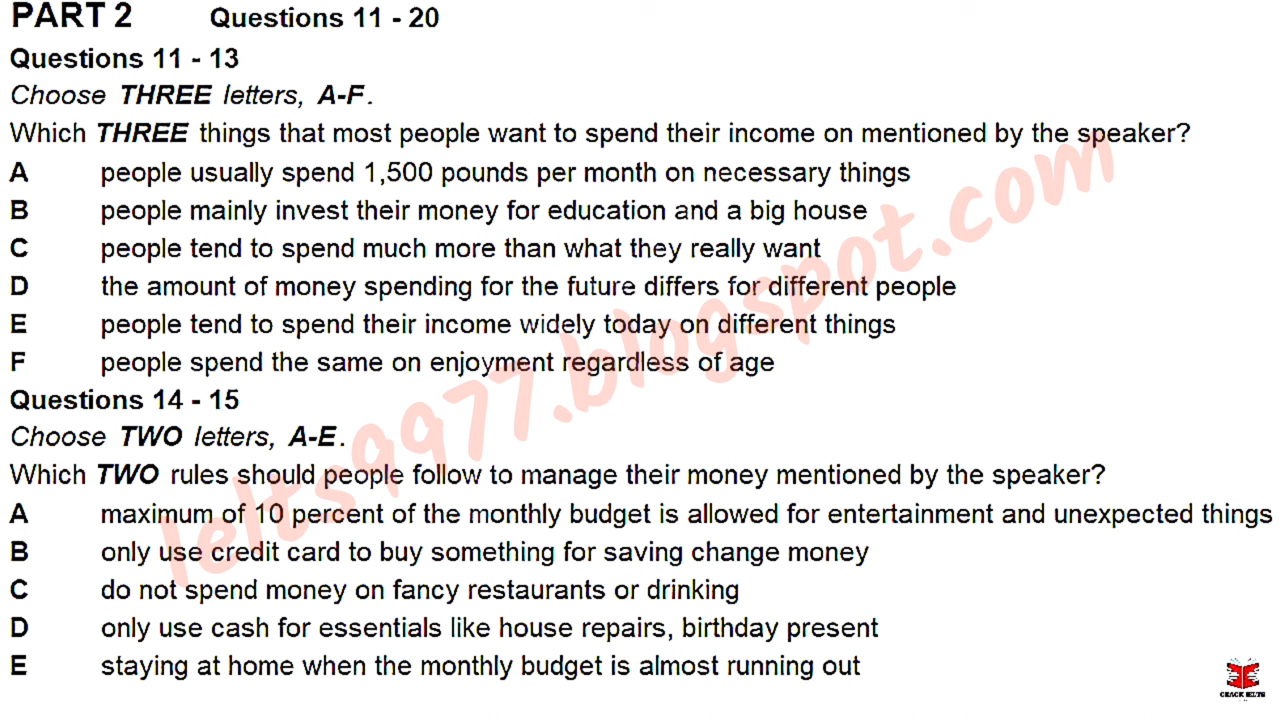 PART 2 Questions 11 - 20
Questions 11 - 13
Choose THREE letters, A-F.
Which THREE things that most people want to spend their income on mentioned by the speaker?
A people usually spend 1,500 pounds per month on necessary things
B people mainly invest their money for education and a big house
C people tend to spend much more than what they really want
D the amount of money spending for the future differs for different people
E people tend to spend their income widely today on different things
F people spend the same on enjoyment regardless of age
Questions 14 - 15
Choose TWO letters, A-E.
Which TWO rules should people follow to manage their money mentioned by the speaker?
A maximum of 10 percent of the monthly budget is allowed for entertainment and unexpected things
B only use credit card to buy something for saving change money
C do not spend money on fancy restaurants or drinking
D only use cash for essentials like house repairs, birthday present
E staying at home when the monthly budget is almost running out
Ielts9977.blogspot.com
CRACK IELTS